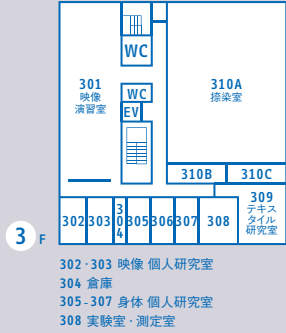 WC
301
映像
演習室
310A
捺染室
WC
EV
310B
310C
309
テキス
タイル
研究室
302
303
304
305
306
307
308
3 F
302・303 映像 個人研究室
304 倉庫
305-307 身体 個人研究室
308 実験室・測定室